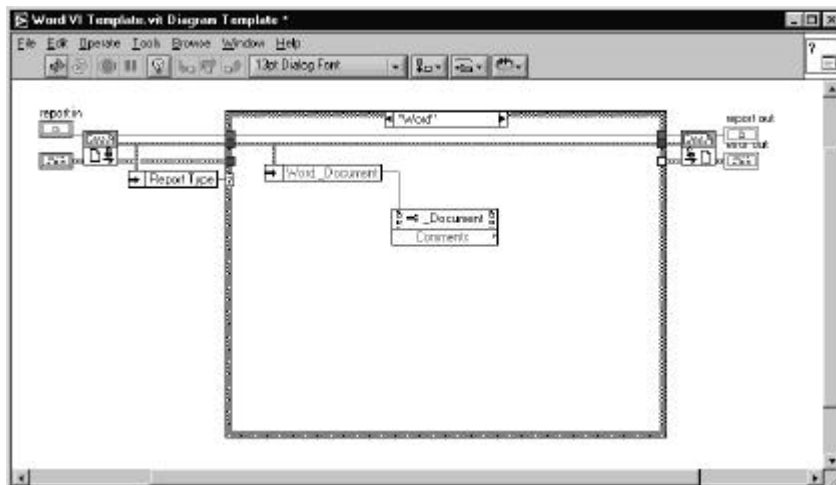 Word VI Template.vit Diagram Template *
File Edit Operate Tools Browse Window Help
13pt Dialog Font
?
report in
"Word"
report out
error out
Report Type
?
Word_Document
_Document
Comments